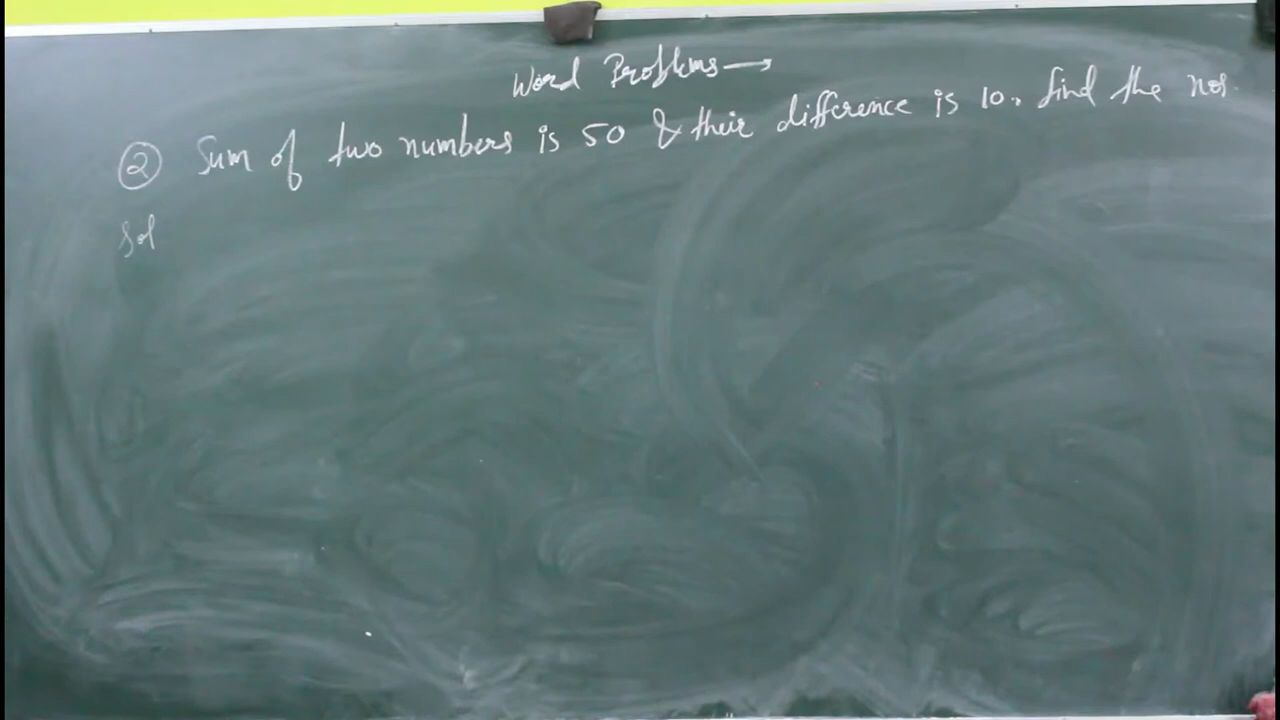 Word Problems →
② Sum of two numbers is 50 & their difference is 10. find the nos.
Sol